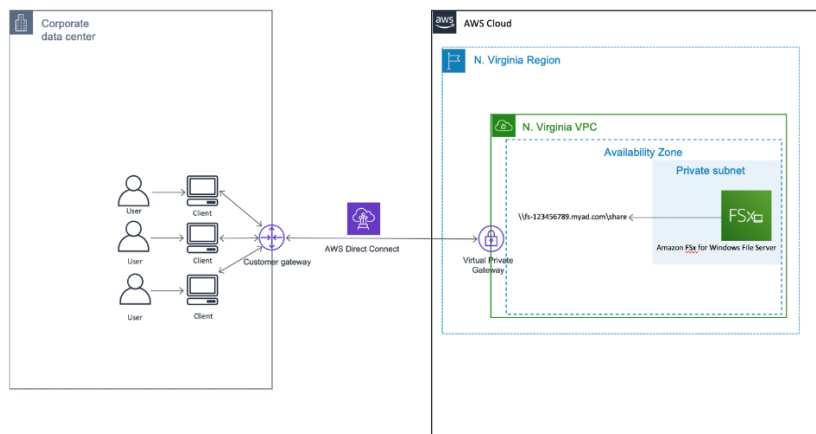 Corporate
data center
aws
AWS Cloud
N. Virginia Region
N. Virginia VPC
Availability Zone
Private subnet
FSx
\\fs-123456789.myad.com\share
Amazon FSx for Windows File Server
User
Client
User
Client
User
Client
Customer gateway
AWS Direct Connect
Virtual Private
Gateway